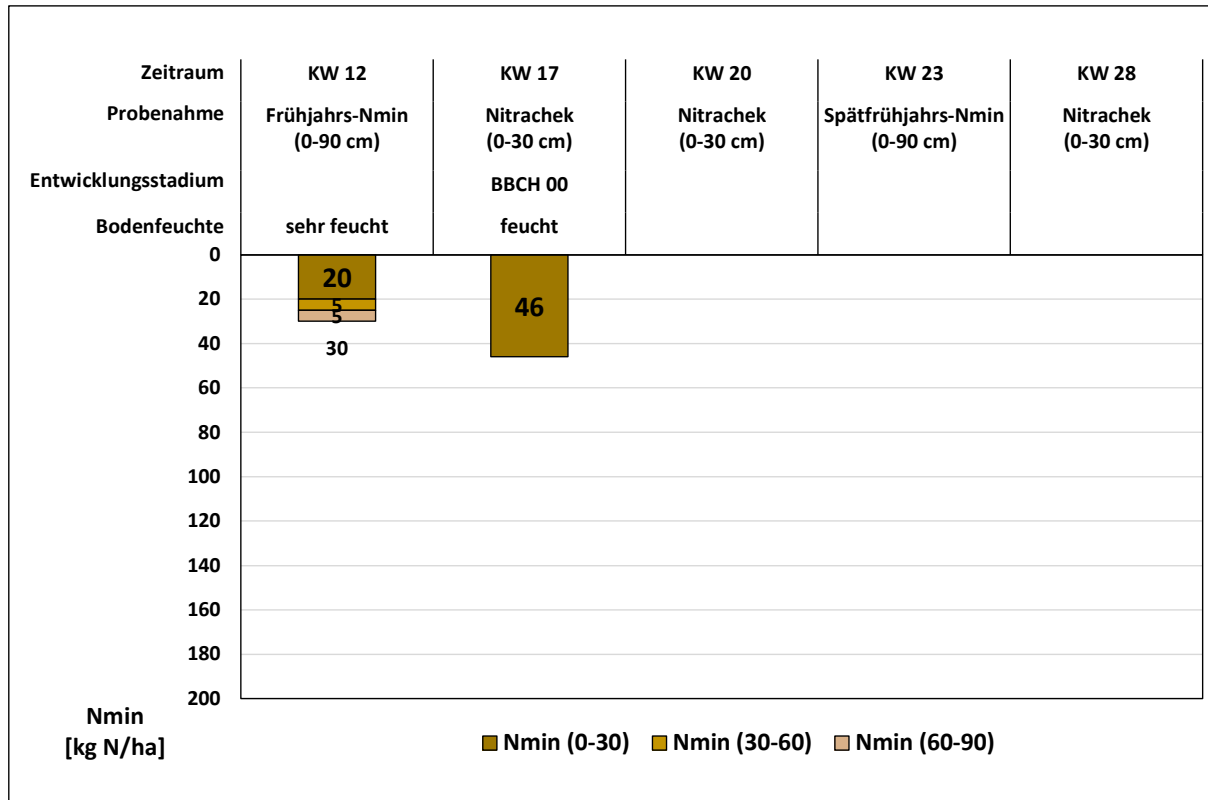 Zeitraum KW 12 KW 17 KW 20 KW 23 KW 28
Probenahme Frühjahrs-Nmin Nitrachek Nitrachek Spätfrühjahrs-Nmin Nitrachek
(0-90 cm) (0-30 cm) (0-30 cm) (0-90 cm) (0-30 cm)
Entwicklungsstadium BBCH 00
Bodenfeuchte sehr feucht feucht
0
20
20
5
5
30
46
40
60
80
100
120
140
160
180
200
Nmin
[kg N/ha]
Nmin (0-30) Nmin (30-60) Nmin (60-90)